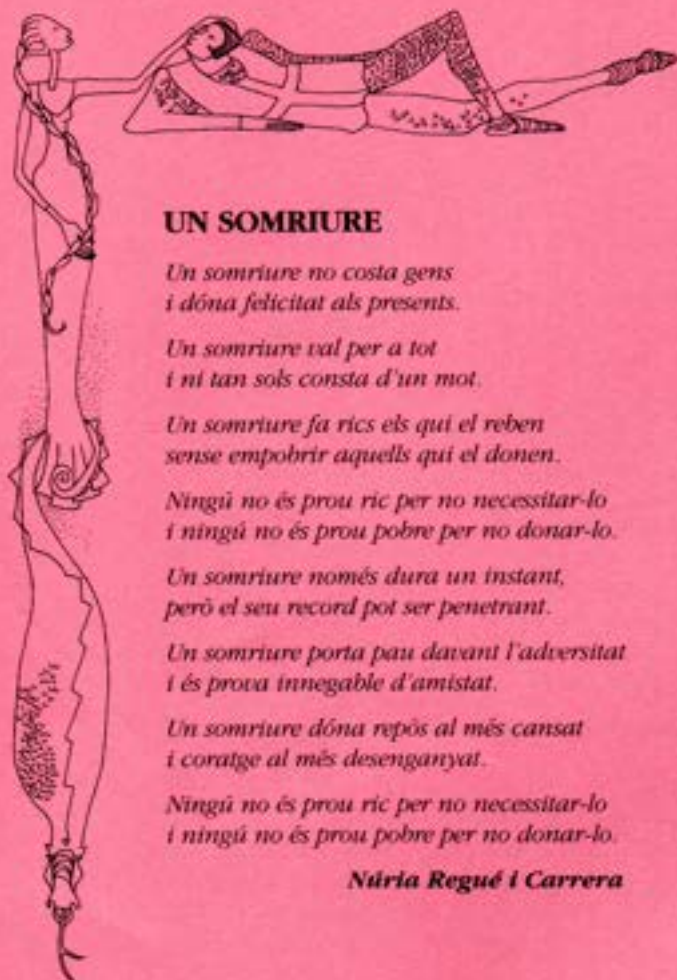 UN SOMRIURE
Un somriure no costa gens
i dóna felicitat als presents.
Un somriure val per a tot
i ni tan sols consta d'un mot.
Un somriure fa rics els qui el reben
sense empobrir aquells qui el donen.
Ningú no és prou ric per no necessitar-lo
i ningú no és prou pobre per no donar-lo.
Un somriure només dura un instant,
però el seu record pot ser penetrant.
Un somriure porta pau davant l'adversitat
i és prova innegable d'amistat.
Un somriure dóna repòs al més cansat
i coratge al més desenganyat.
Ningú no és prou ric per no necessitar-lo
i ningú no és prou pobre per no donar-lo.
Núria Regué i Carrera